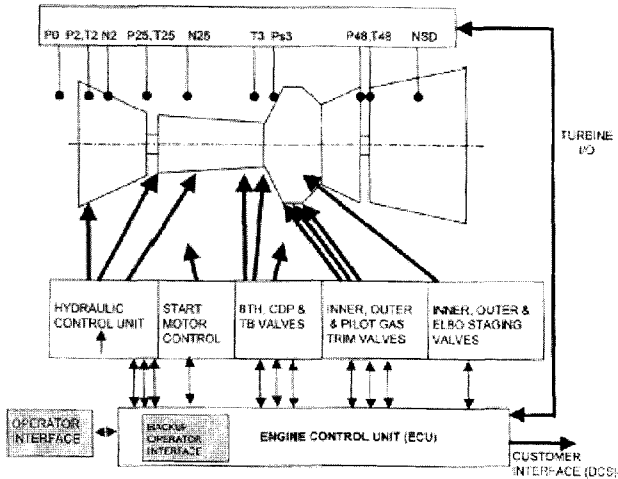 P0 P2,T2 N2 P25,T25 N25 T3 Ps3 P48,T48 NSD
TURBINE
I/O
HYDRAULIC
CONTROL UNIT
START
MOTOR
CONTROL
8TH, CDP &
TB VALVES
INNER, OUTER
& PILOT GAS
TRIM VALVES
INNER, OUTER &
ELBO STAGING
VALVES
OPERATOR
INTERFACE
BACKUP
OPERATOR
INTERFACE
ENGINE CONTROL UNIT (ECU)
CUSTOMER
INTERFACE (DCS)